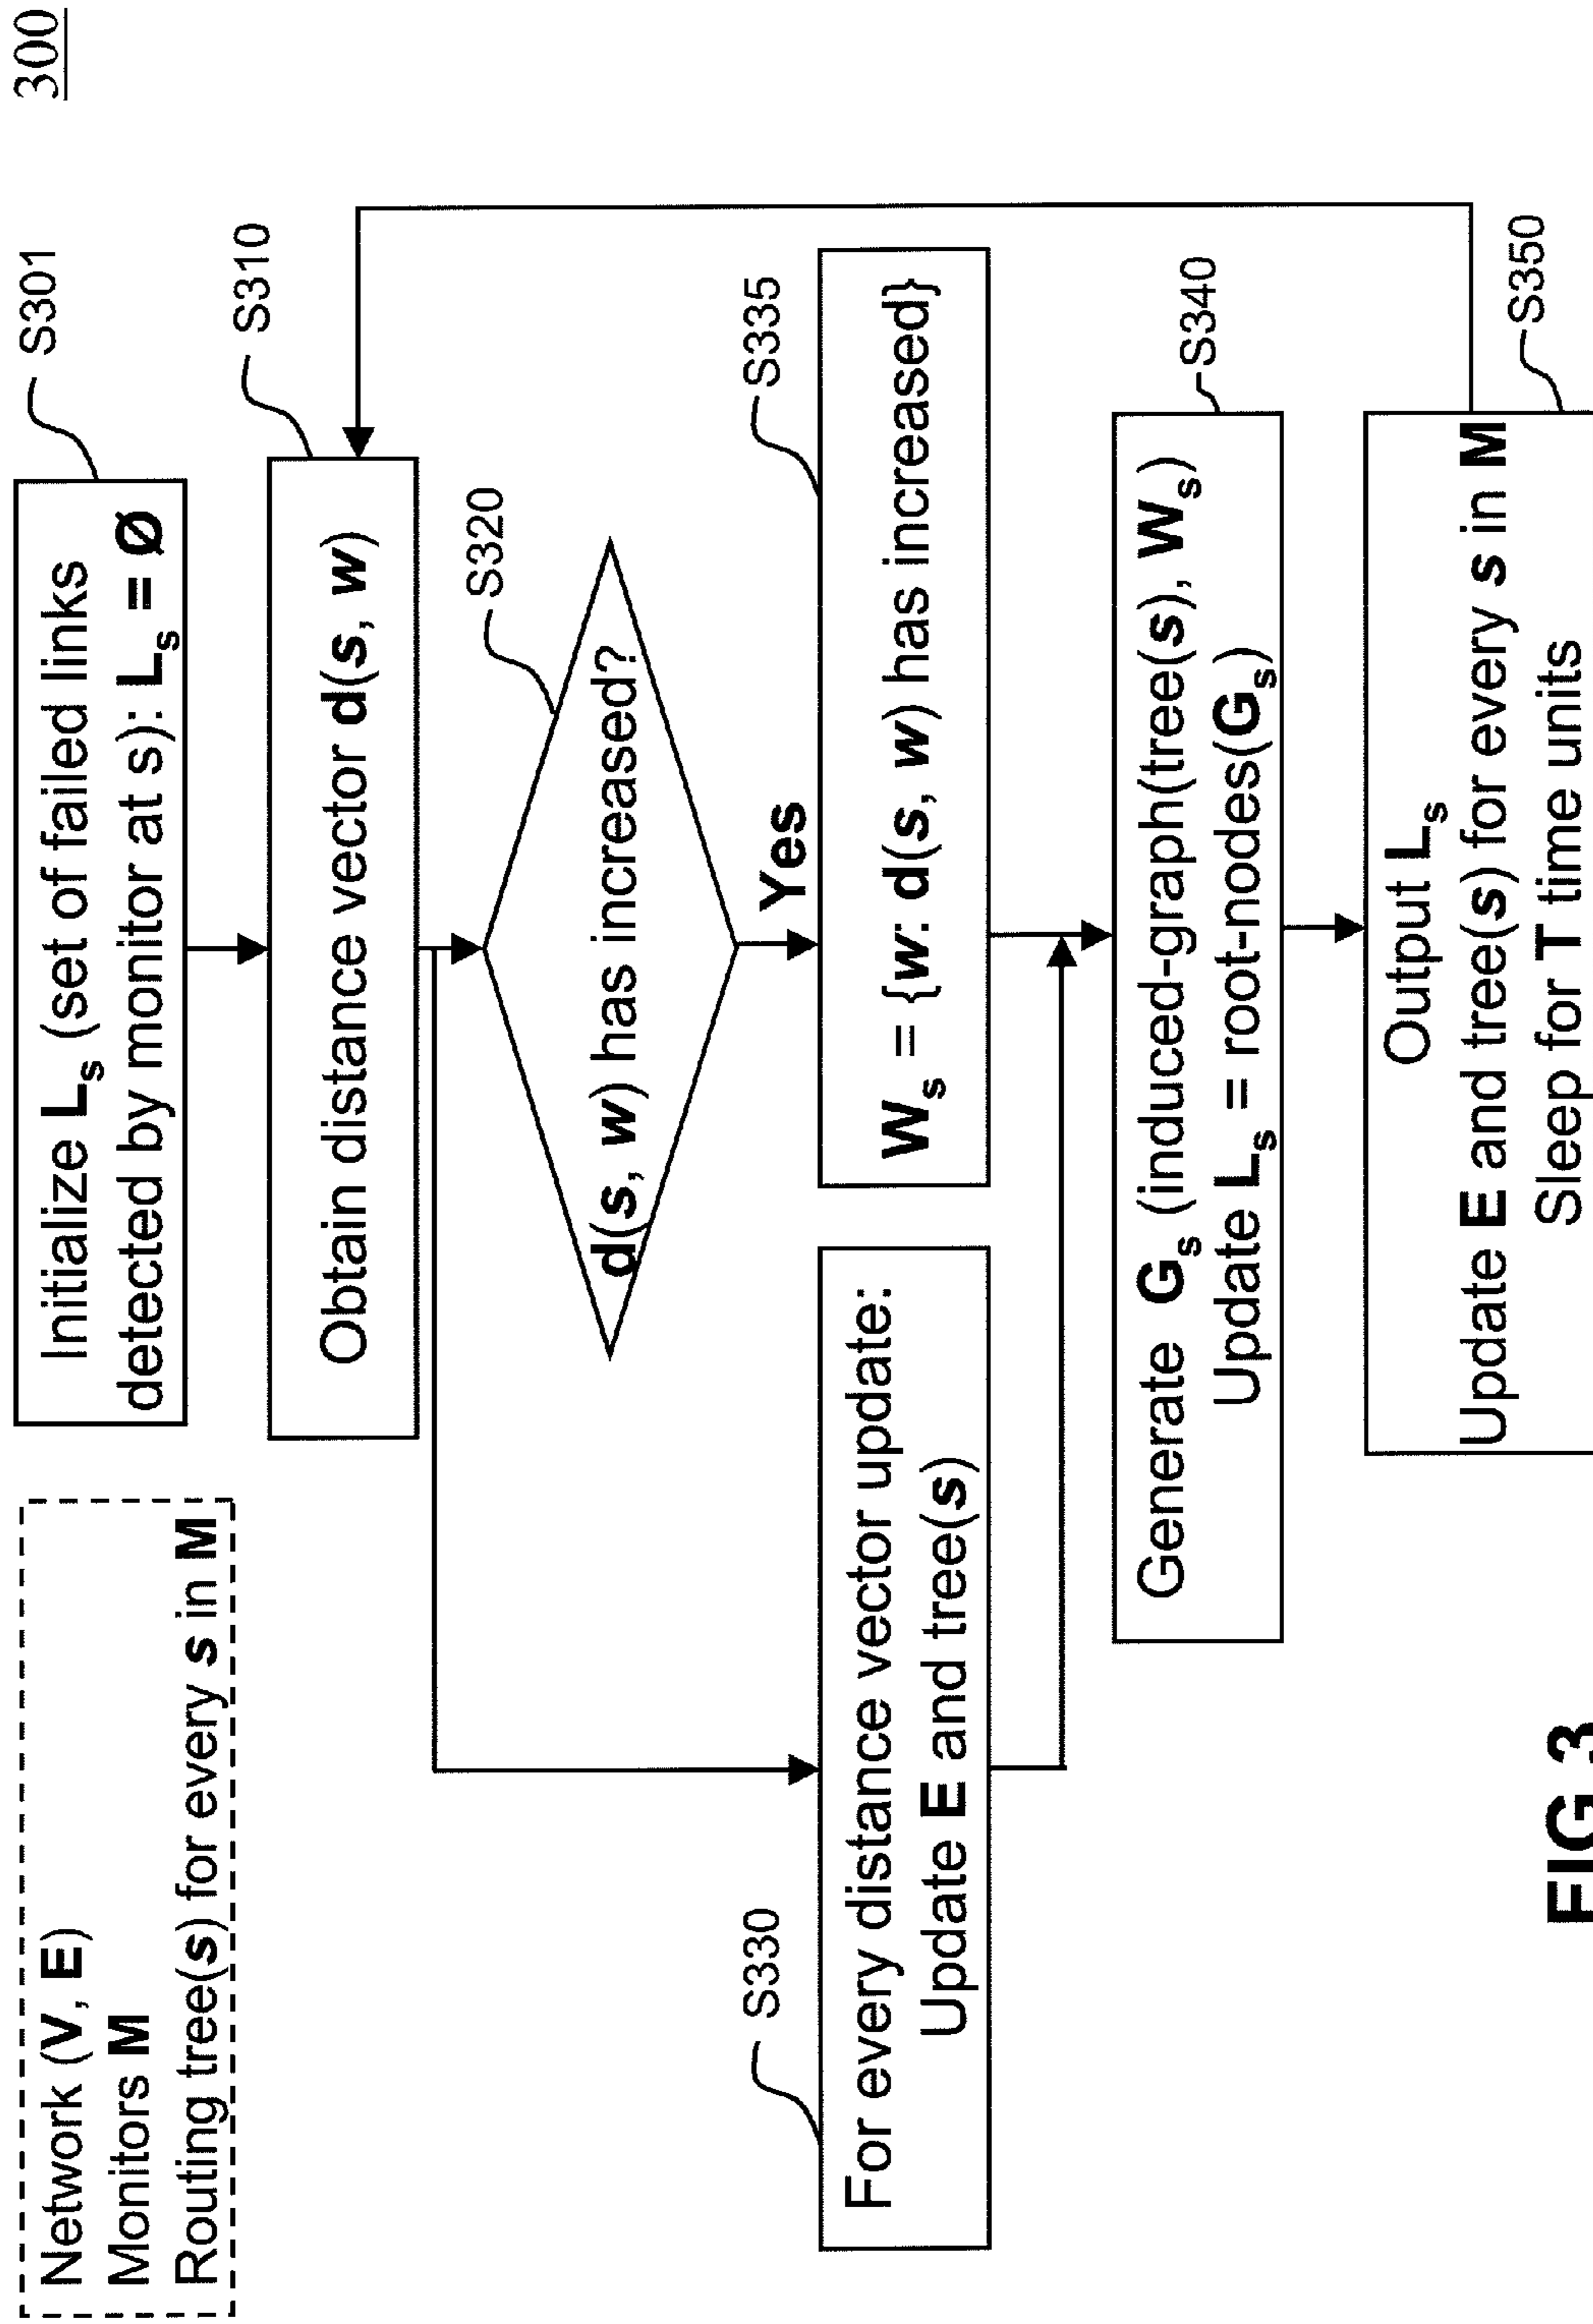 300
Network (V, E)
Monitors M
Routing tree(s) for every s in M
Initialize Ls (set of failed links
detected by monitor at s): Ls = Ø
S301
Obtain distance vector d(s, w)
S310
d(s, w) has increased?
S320
Yes
For every distance vector update:
Update E and tree(s)
S330
Ws = {w: d(s, w) has increased}
S335
Generate Gs (induced-graph(tree(s), Ws)
Update Ls = root-nodes(Gs)
S340
Output Ls
Update E and tree(s) for every s in M
Sleep for T time units
S350
FIG 3